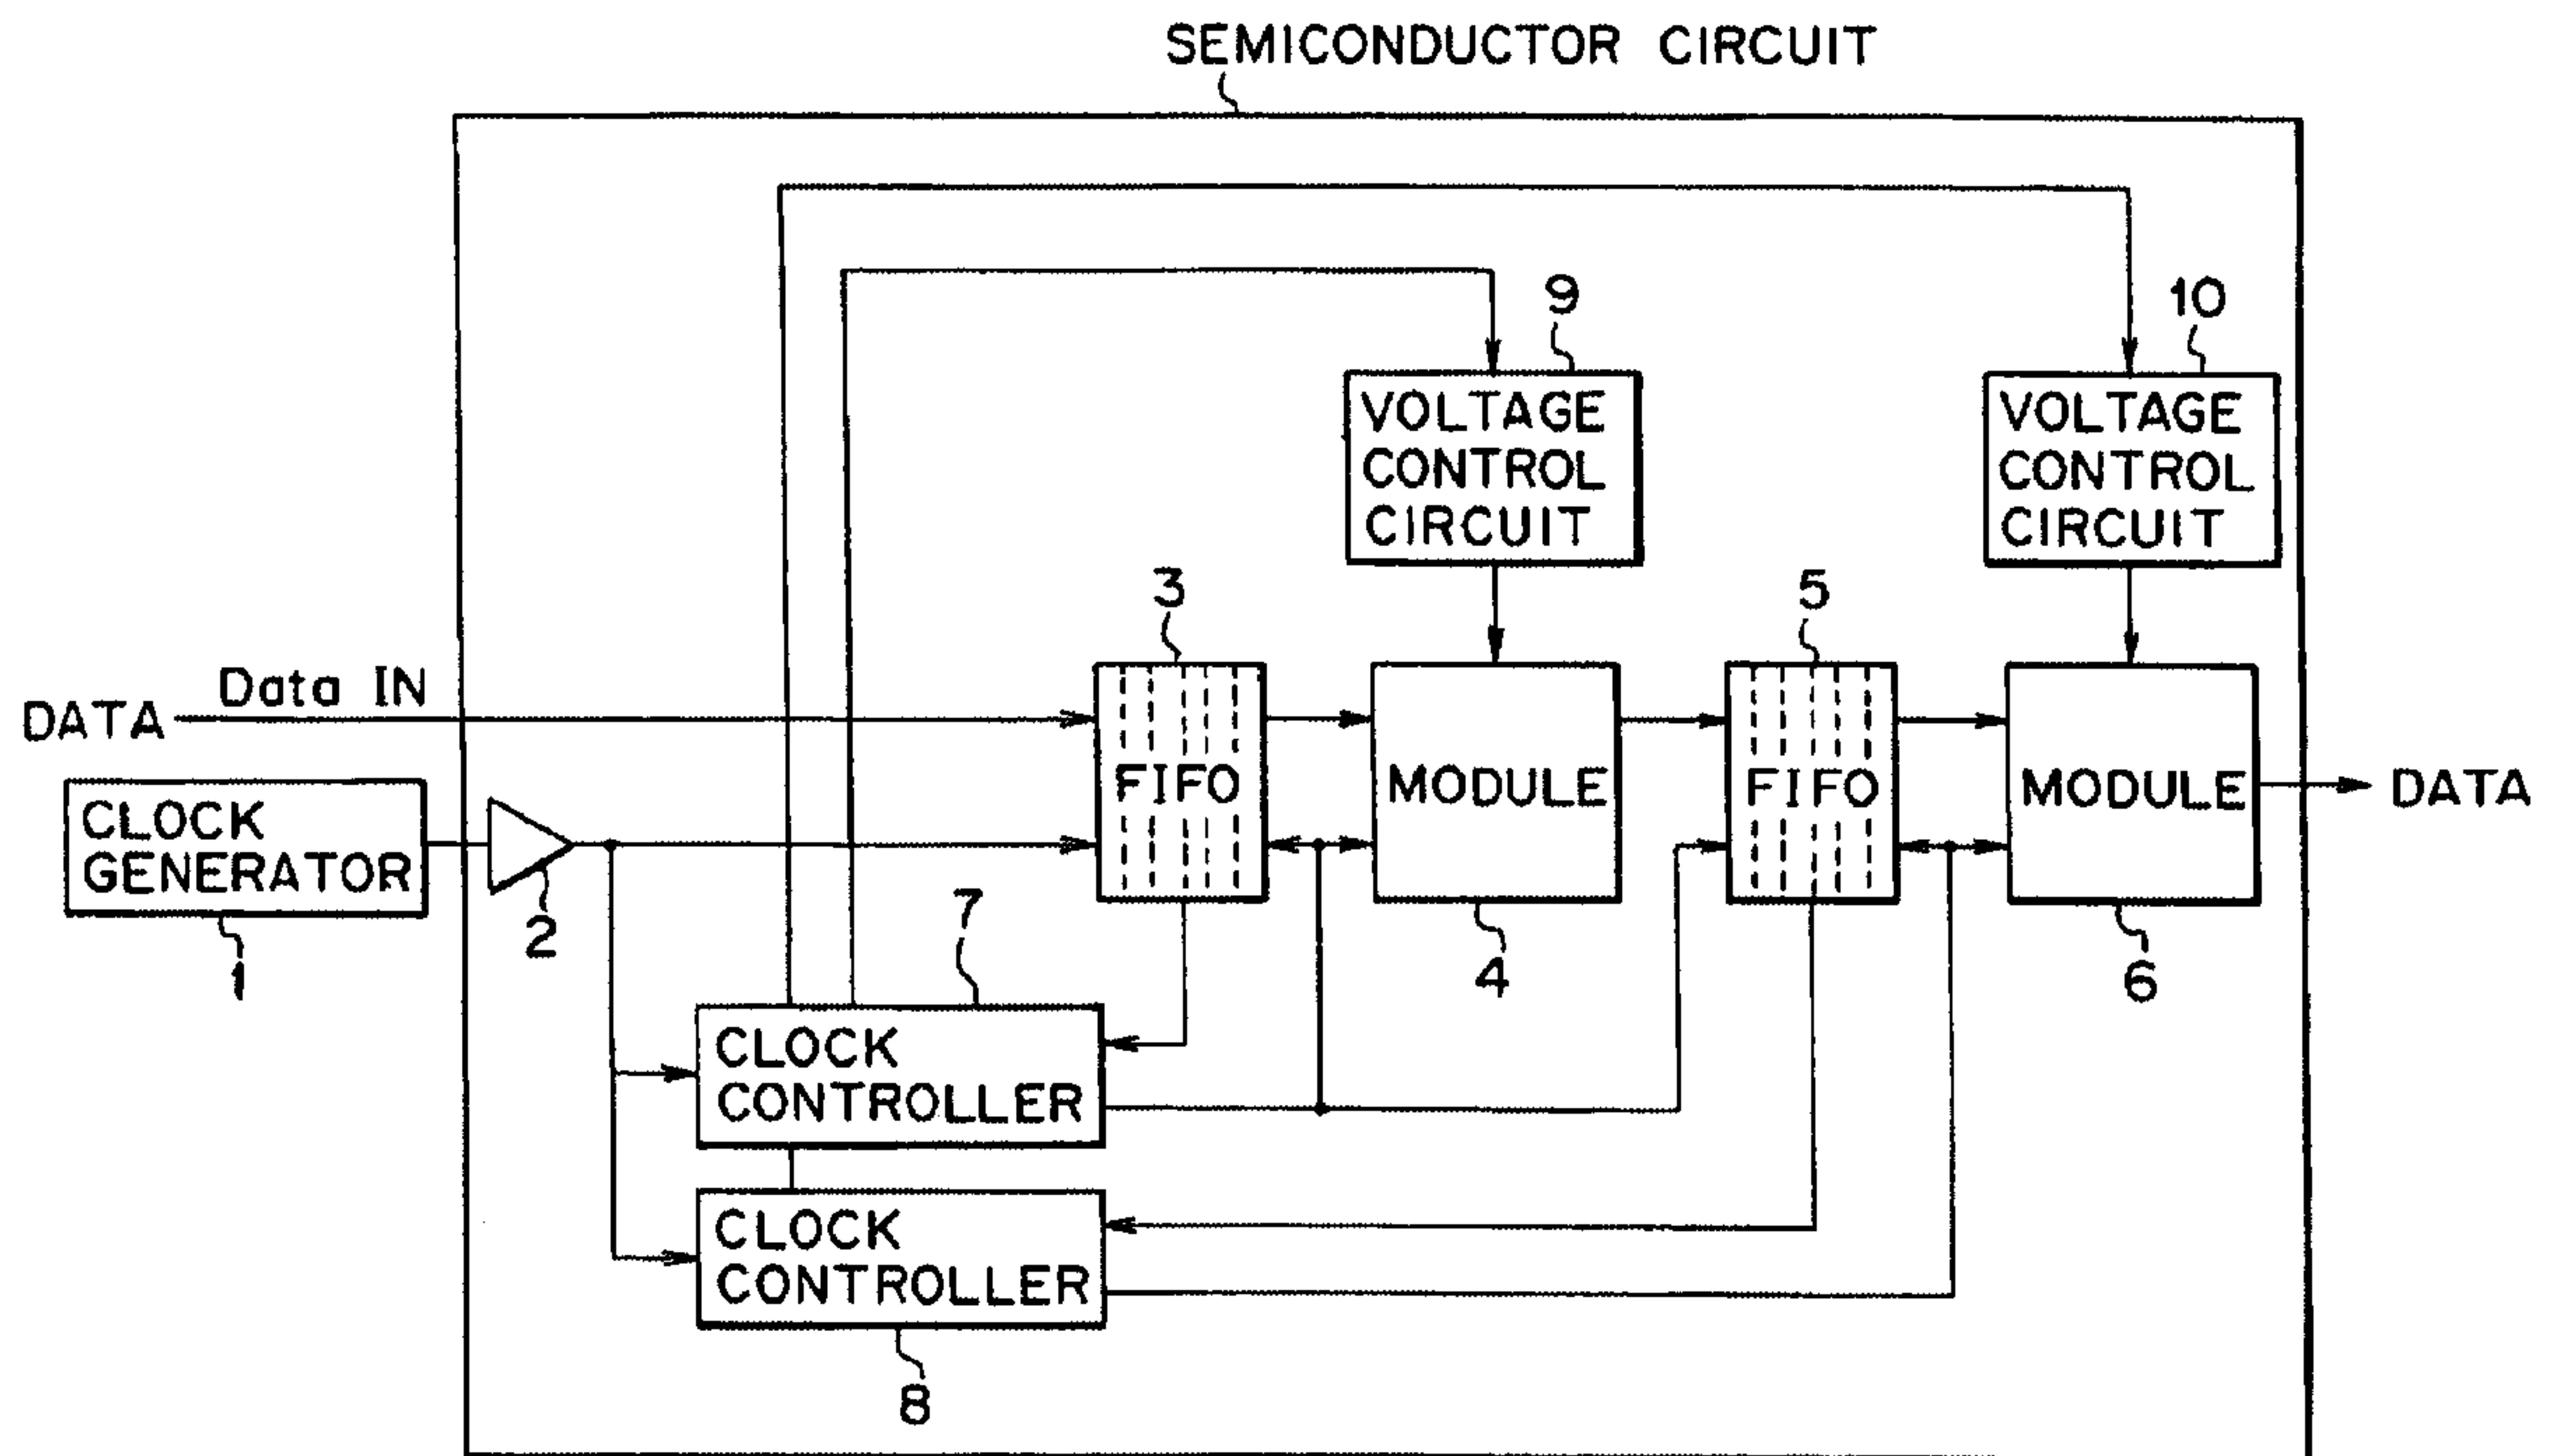 SEMICONDUCTOR CIRCUIT
9
10
VOLTAGE
CONTROL
CIRCUIT
VOLTAGE
CONTROL
CIRCUIT
3
5
Data IN
DATA
FIFO
MODULE
FIFO
MODULE
DATA
CLOCK
GENERATOR
1
2
7
4
6
CLOCK
CONTROLLER
CLOCK
CONTROLLER
8